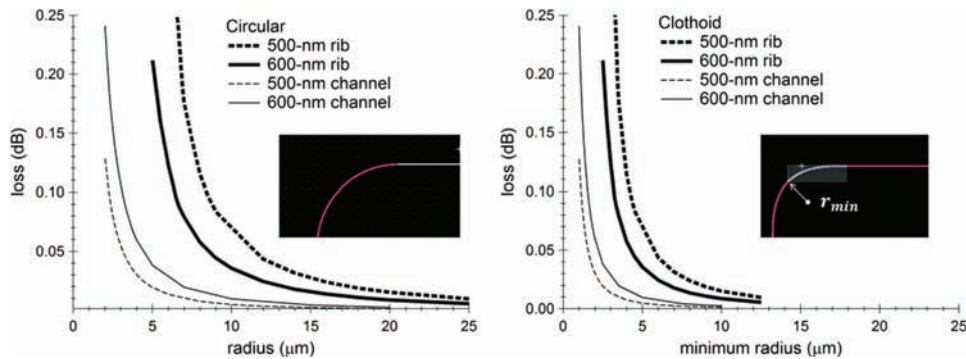 0.25
0.20
0.15
0.10
0.05
loss (dB)
0
5
10
15
20
25
radius (μm)
Circular
500-nm rib
600-nm rib
500-nm channel
600-nm channel
0.25
0.20
0.15
0.10
0.05
0.00
loss (dB)
0
5
10
15
20
25
minimum radius (μm)
Clothoid
500-nm rib
600-nm rib
500-nm channel
600-nm channel
r_min